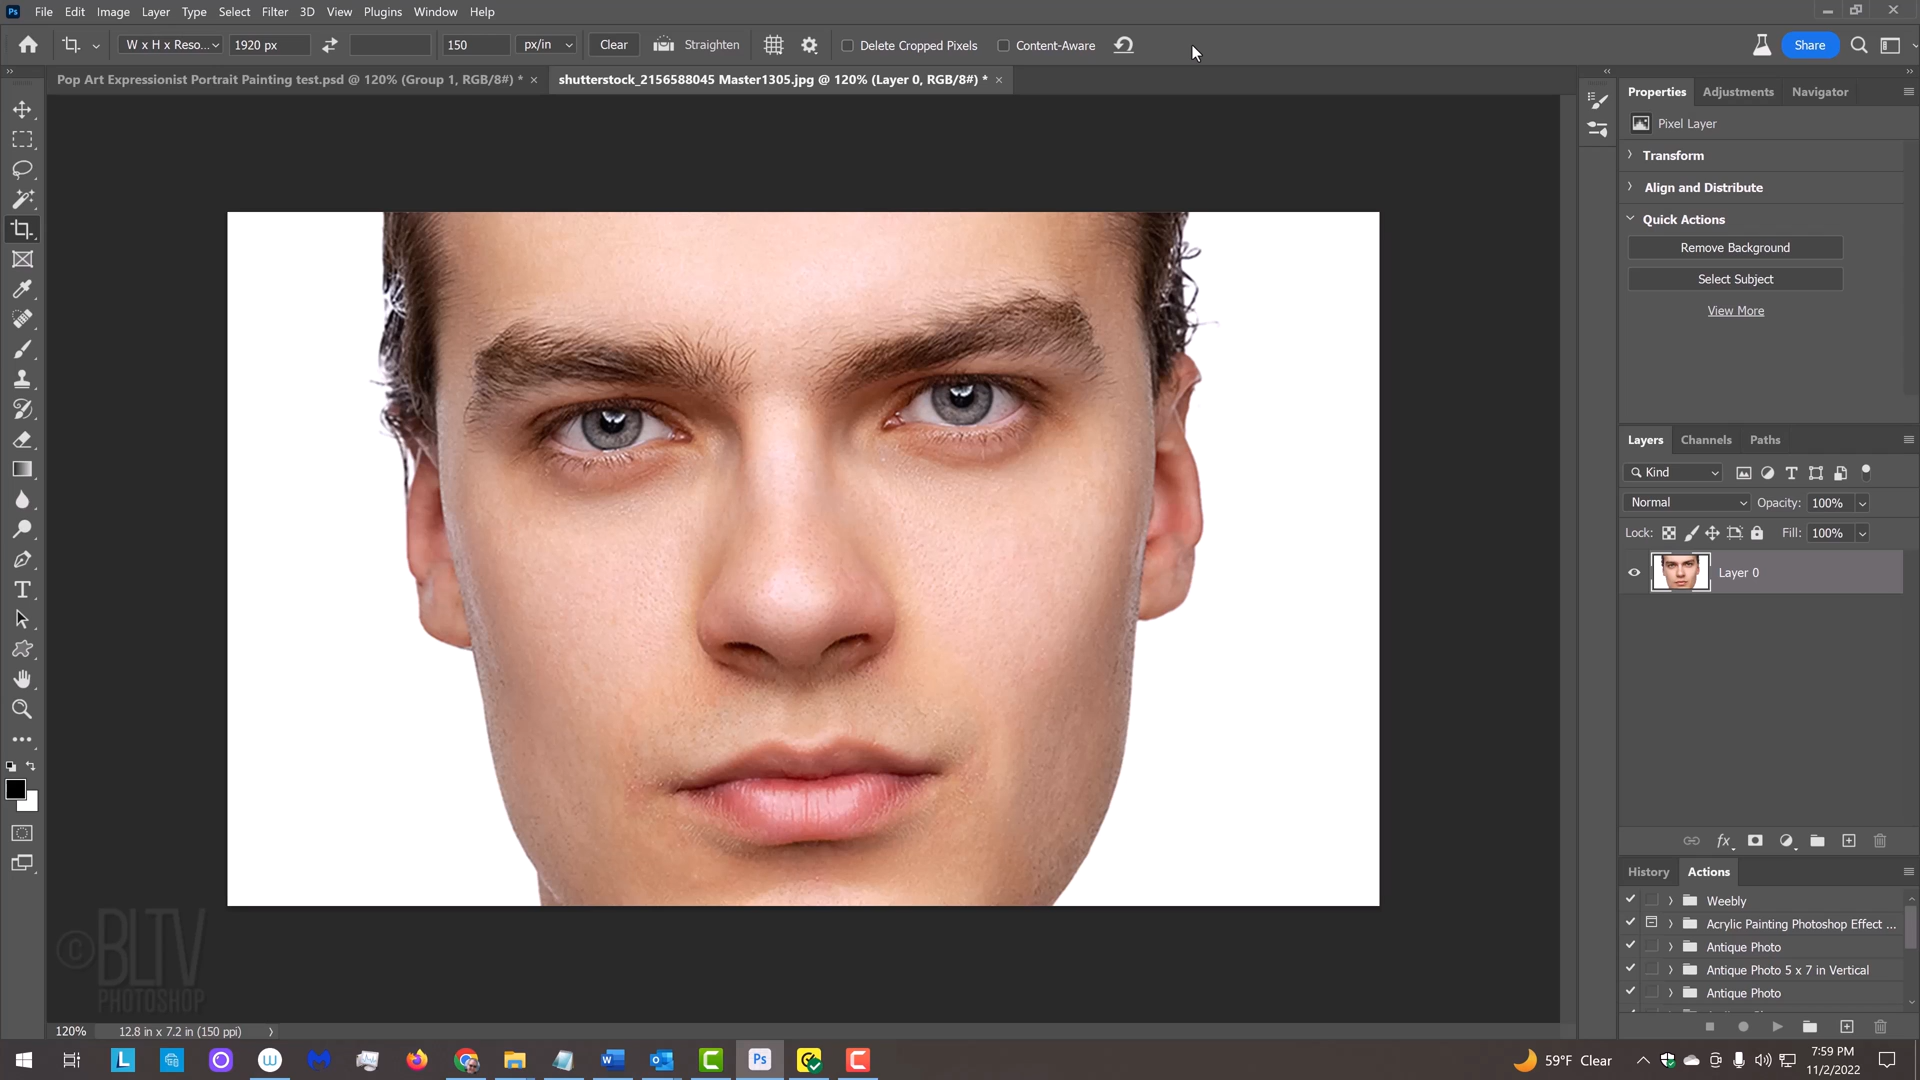 Ps File Edit Image Layer Type Select Filter 3D View Plugins Window Help
W x H x Reso... 1920 px 150 px/in Clear Straighten Delete Cropped Pixels Content-Aware Share
Pop Art Expressionist Portrait Painting test.psd @ 120% (Group 1, RGB/8#) * × shutterstock_2156588045 Master1305.jpg @ 120% (Layer 0, RGB/8#) * ×
Properties Adjustments Navigator
Pixel Layer
Transform
Align and Distribute
Quick Actions
Remove Background
Select Subject
View More
Layers Channels Paths
Kind
Normal Opacity: 100%
Lock: Fill: 100%
Layer 0
fx
History Actions
Weebly
Acrylic Painting Photoshop Effect ...
Antique Photo
Antique Photo 5 x 7 in Vertical
Antique Photo
© BLTV
PHOTOSHOP
120% 12.8 in x 7.2 in (150 ppi)
59°F Clear
7:59 PM
11/2/2022